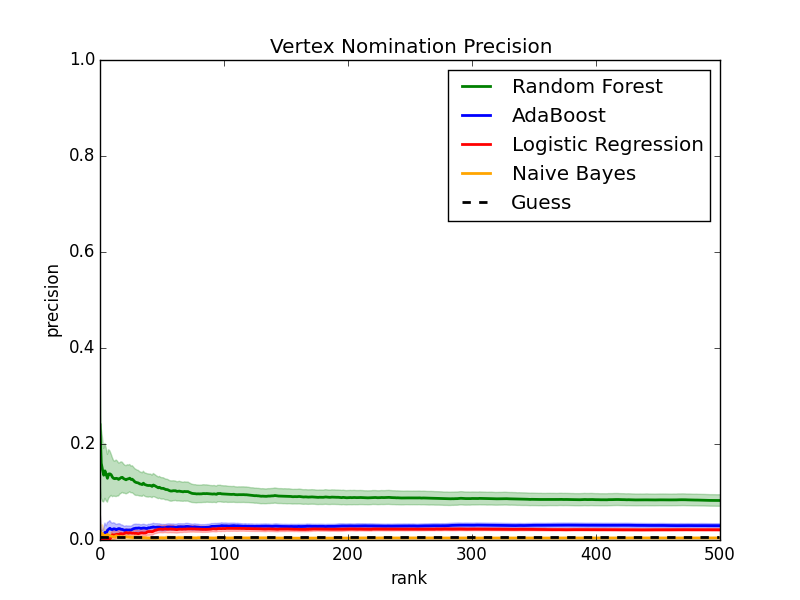 Vertex Nomination Precision
1.0
0.8
0.6
0.4
0.2
0.0
precision
Random Forest
AdaBoost
Logistic Regression
Naive Bayes
Guess
0 100 200 300 400 500
rank